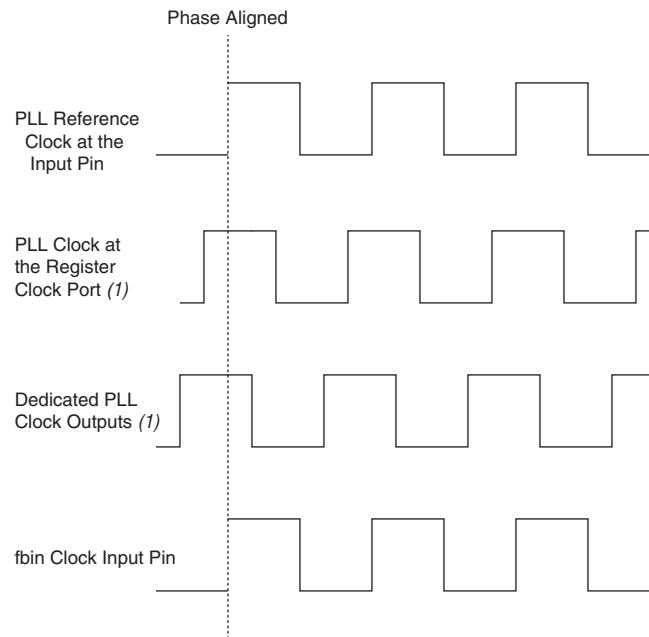 Phase Aligned
PLL Reference
Clock at the
Input Pin
PLL Clock at
the Register
Clock Port (1)
Dedicated PLL
Clock Outputs (1)
fbin Clock Input Pin